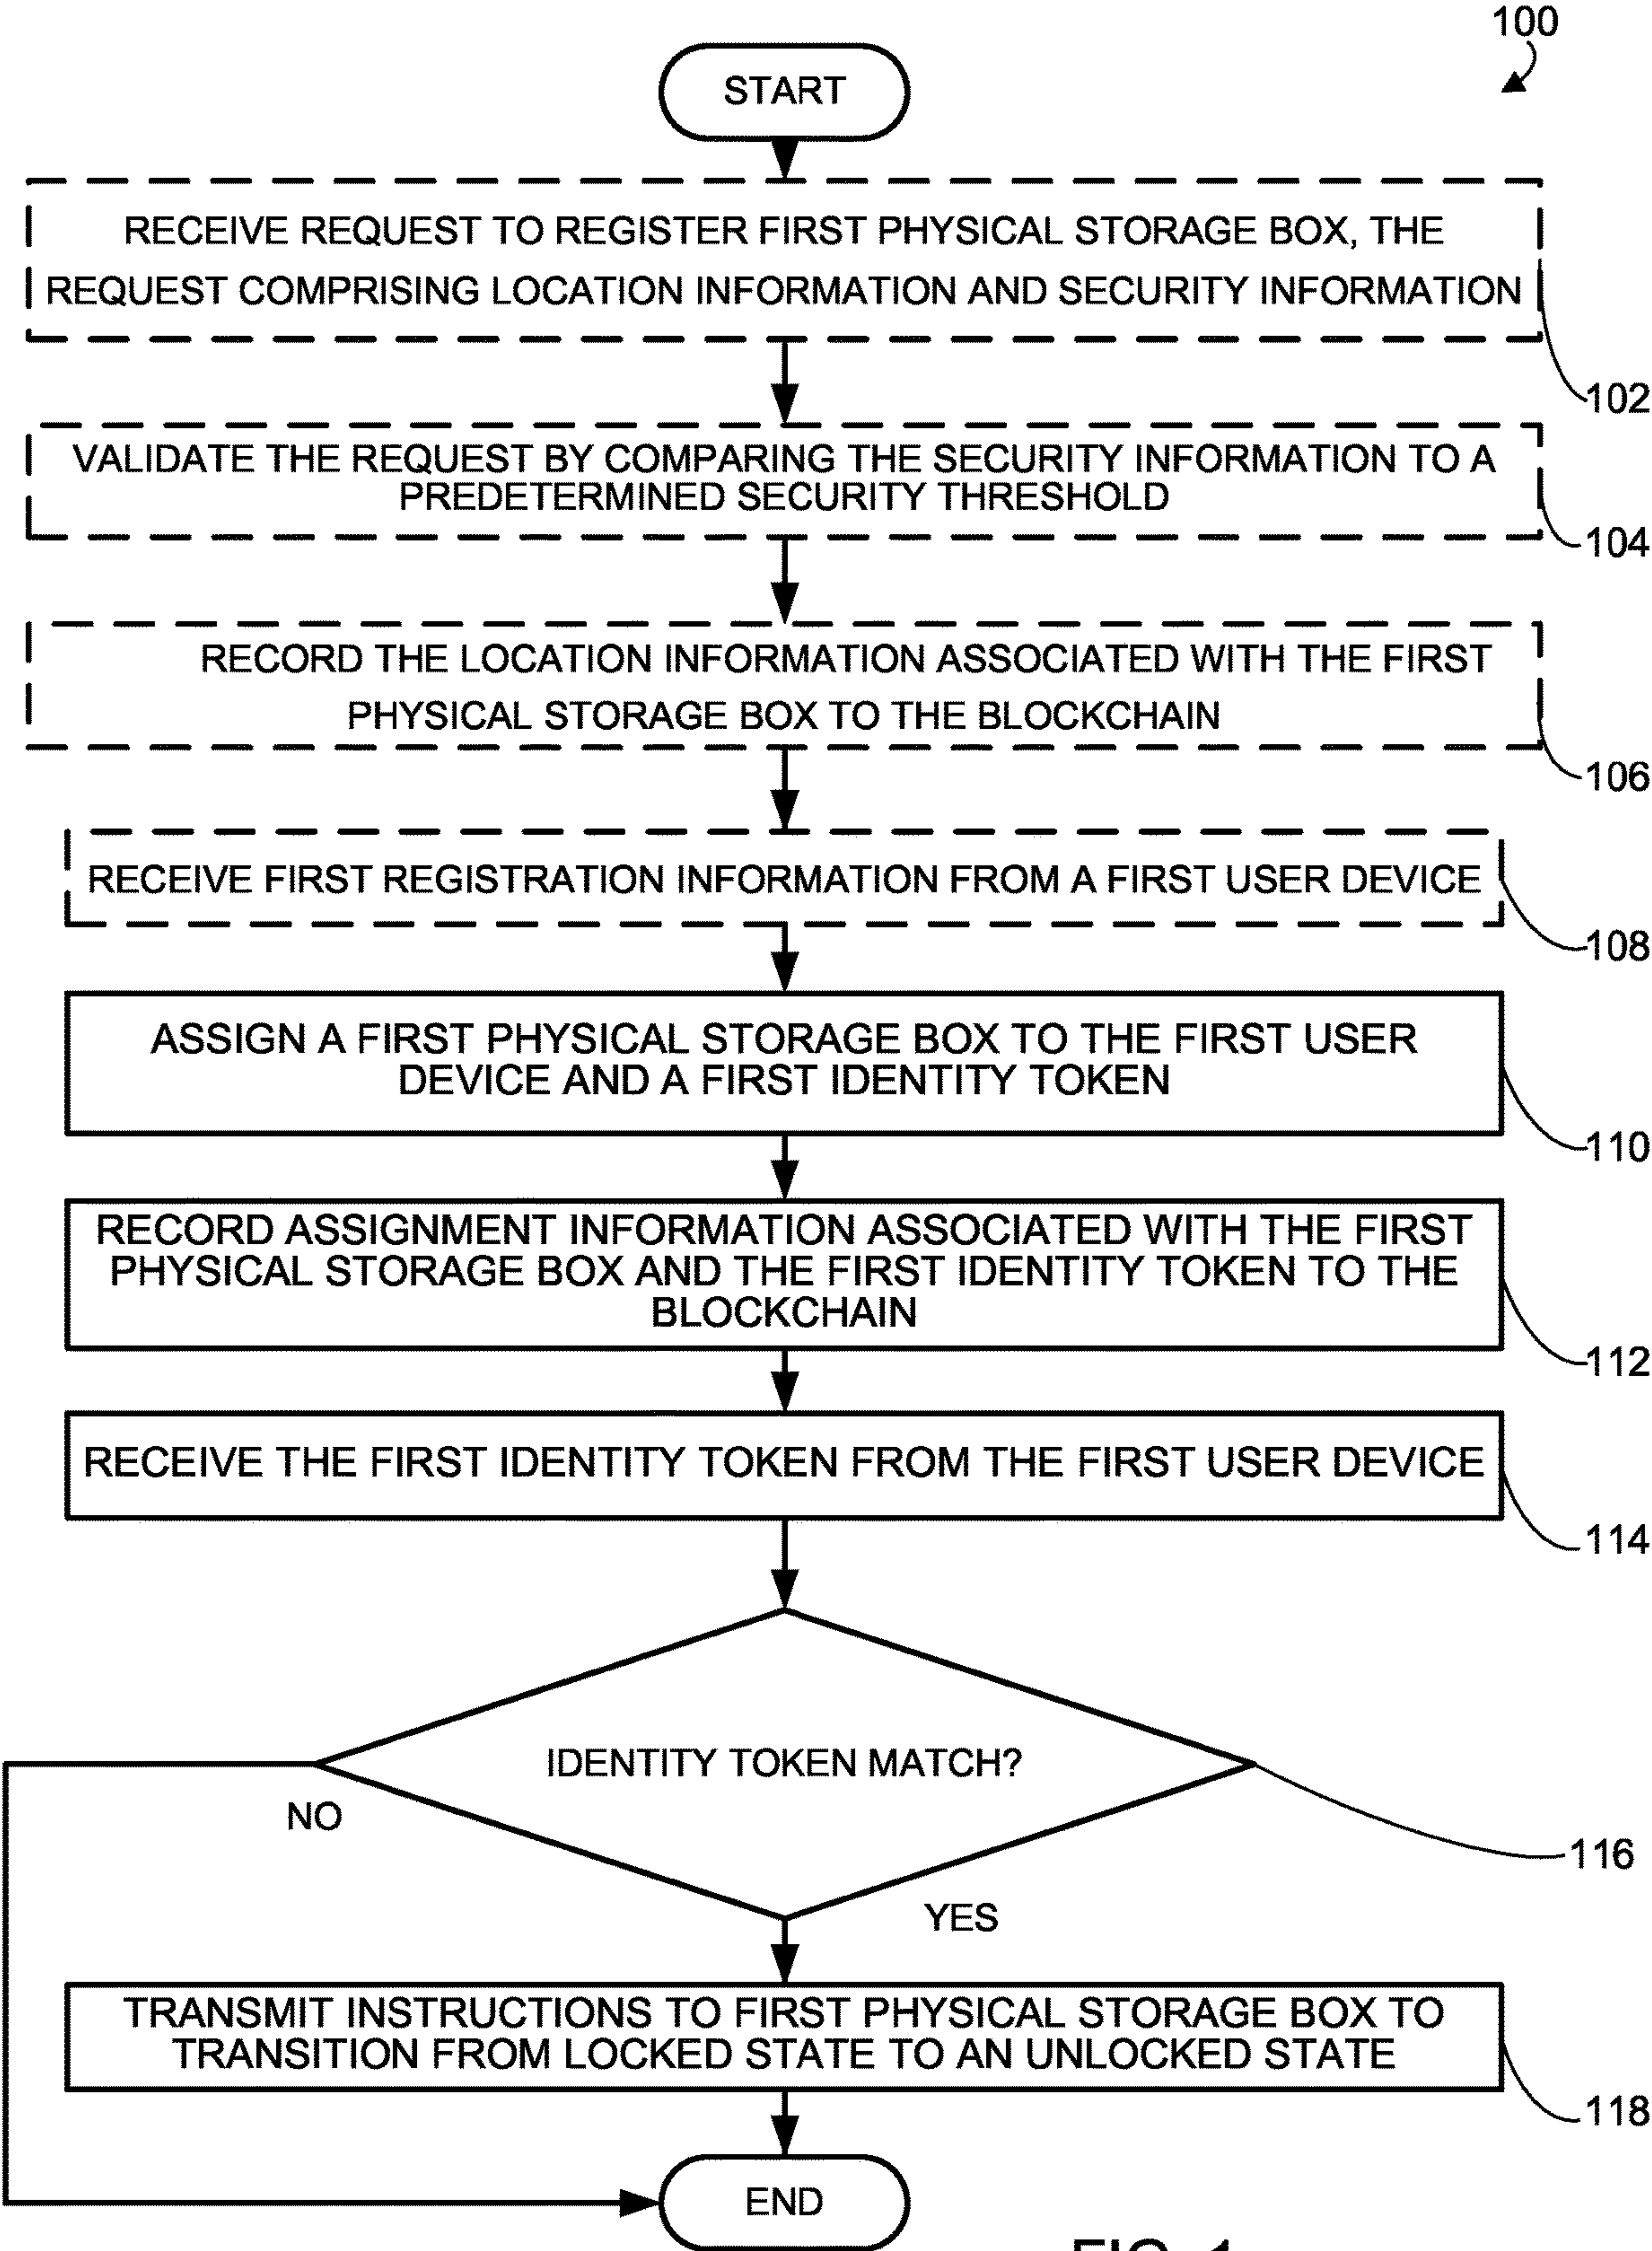 100
START
RECEIVE REQUEST TO REGISTER FIRST PHYSICAL STORAGE BOX, THE
REQUEST COMPRISING LOCATION INFORMATION AND SECURITY INFORMATION
102
VALIDATE THE REQUEST BY COMPARING THE SECURITY INFORMATION TO A
PREDETERMINED SECURITY THRESHOLD
104
RECORD THE LOCATION INFORMATION ASSOCIATED WITH THE FIRST
PHYSICAL STORAGE BOX TO THE BLOCKCHAIN
106
RECEIVE FIRST REGISTRATION INFORMATION FROM A FIRST USER DEVICE
108
ASSIGN A FIRST PHYSICAL STORAGE BOX TO THE FIRST USER
DEVICE AND A FIRST IDENTITY TOKEN
110
RECORD ASSIGNMENT INFORMATION ASSOCIATED WITH THE FIRST
PHYSICAL STORAGE BOX AND THE FIRST IDENTITY TOKEN TO THE
BLOCKCHAIN
112
RECEIVE THE FIRST IDENTITY TOKEN FROM THE FIRST USER DEVICE
114
IDENTITY TOKEN MATCH?
NO
116
YES
TRANSMIT INSTRUCTIONS TO FIRST PHYSICAL STORAGE BOX TO
TRANSITION FROM LOCKED STATE TO AN UNLOCKED STATE
118
END
FIG. 1